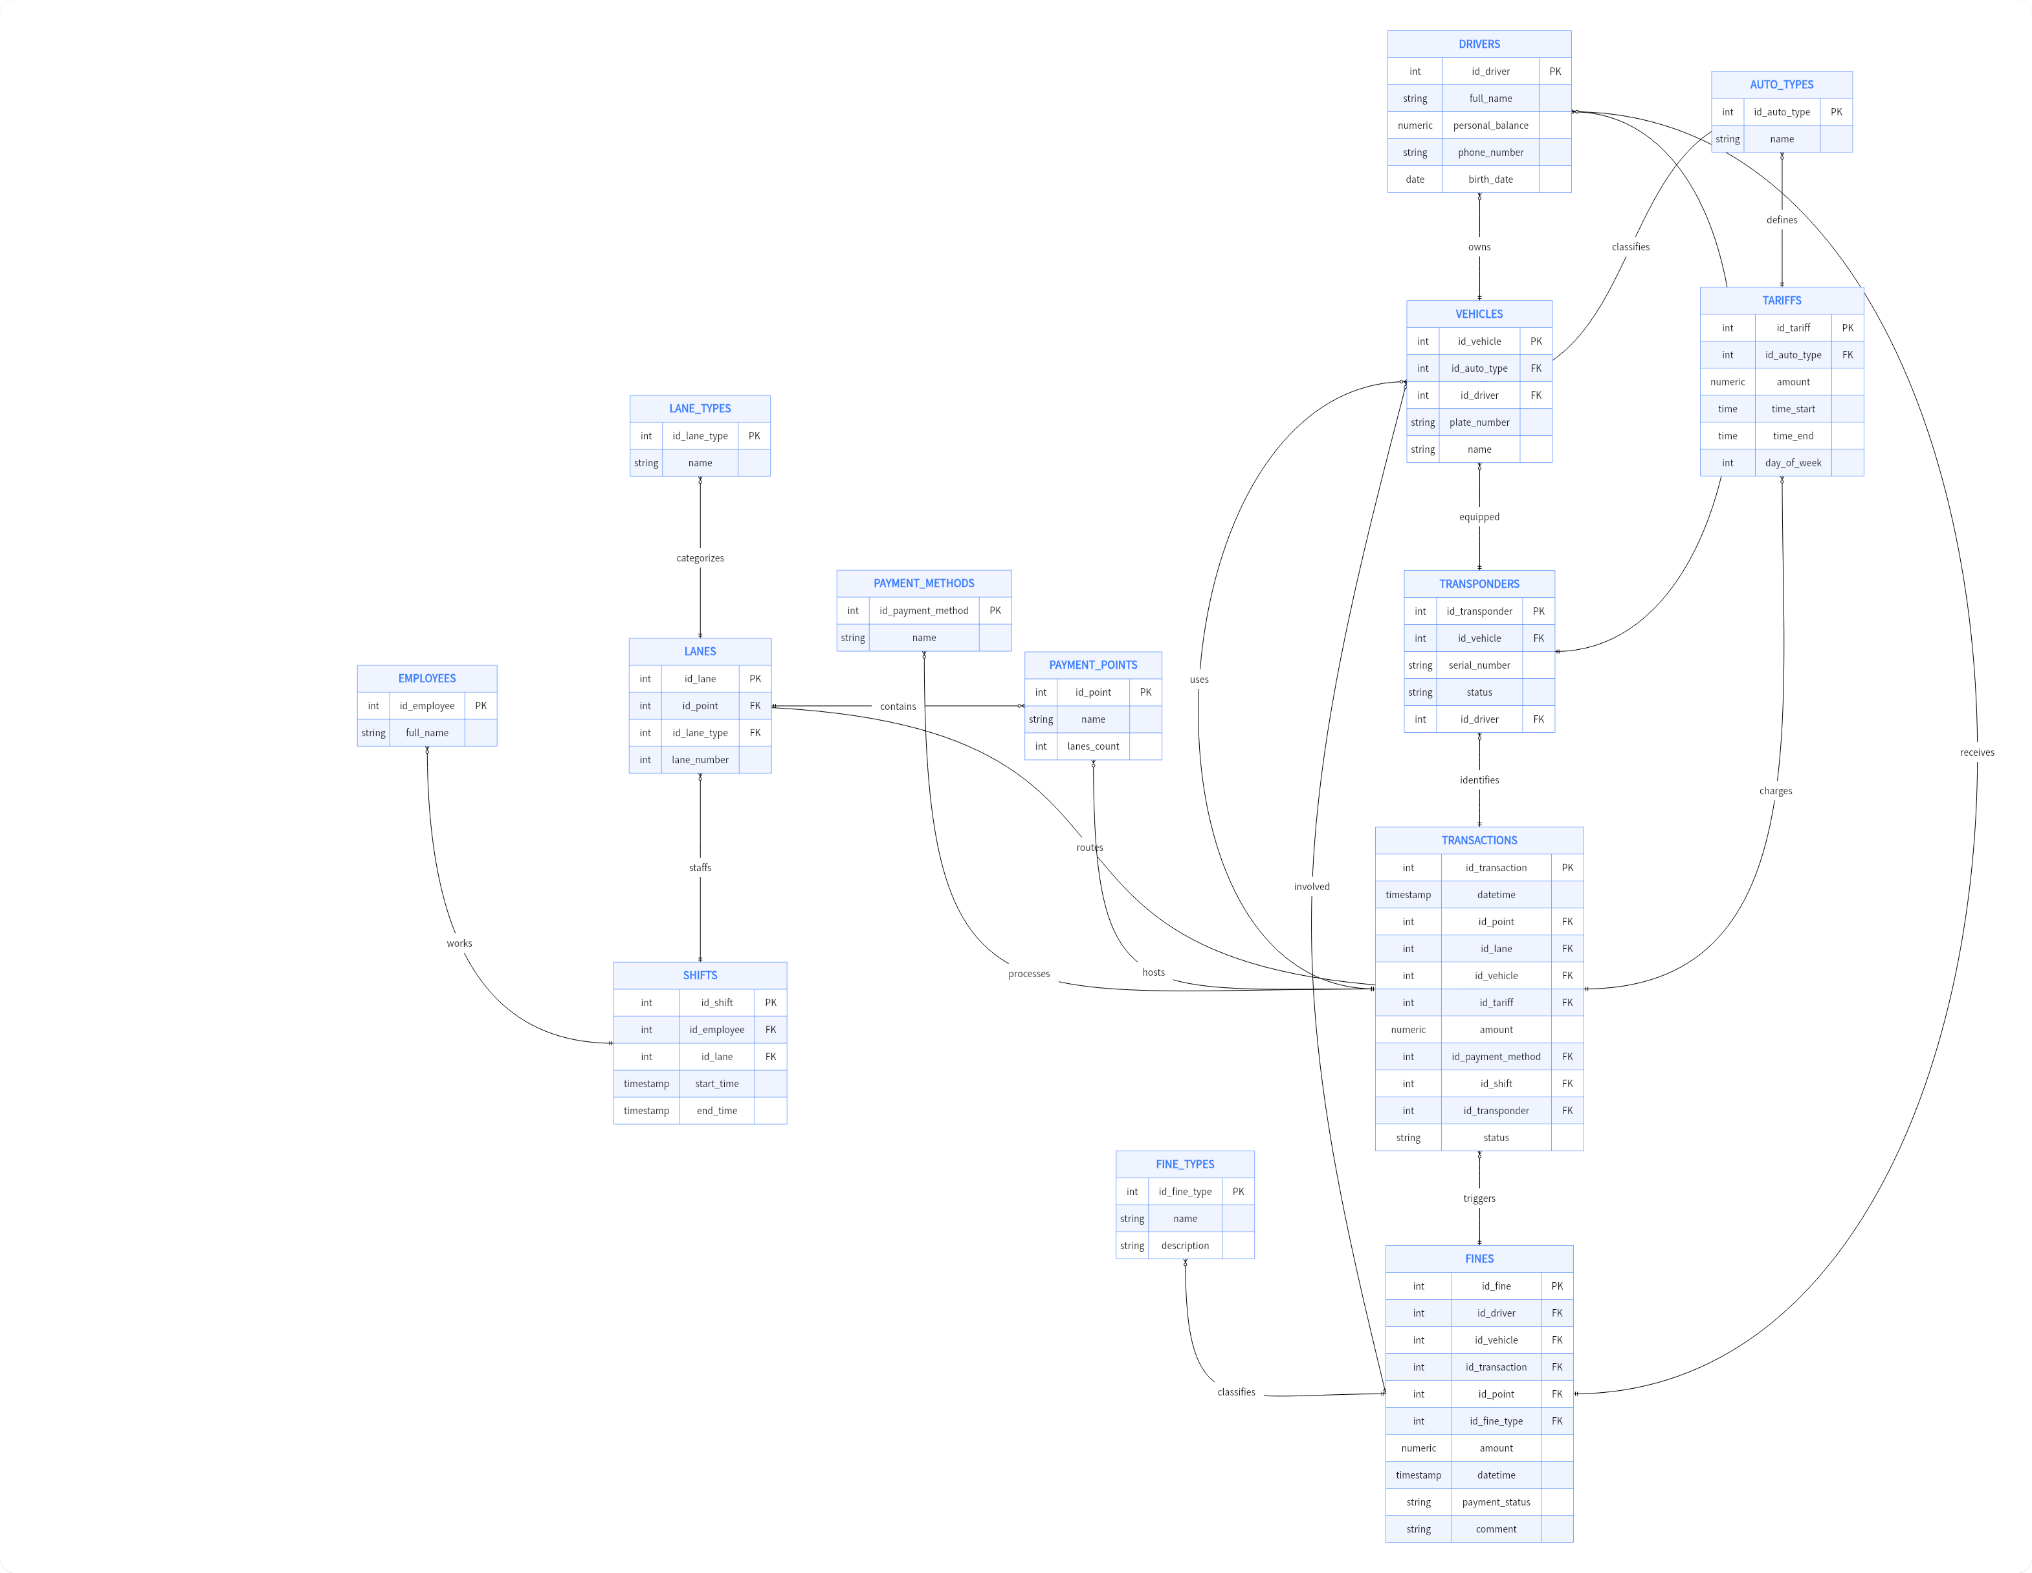 DRIVERS
int id_driver PK
string full_name
numeric personal_balance
string phone_number
date birth_date
AUTO_TYPES
int id_auto_type PK
string name
owns
classifies
defines
VEHICLES
int id_vehicle PK
int id_auto_type FK
int id_driver FK
string plate_number
string name
TARIFFS
int id_tariff PK
int id_auto_type FK
numeric amount
time time_start
time time_end
int day_of_week
LANE_TYPES
int id_lane_type PK
string name
categorizes
equipped
PAYMENT_METHODS
int id_payment_method PK
string name
TRANSPONDERS
int id_transponder PK
int id_vehicle FK
string serial_number
string status
int id_driver FK
LANES
int id_lane PK
int id_point FK
int id_lane_type FK
int lane_number
PAYMENT_POINTS
int id_point PK
string name
int lanes_count
EMPLOYEES
int id_employee PK
string full_name
contains
uses
receives
identifies
charges
routes
staffs
involved
works
processes
hosts
TRANSACTIONS
int id_transaction PK
timestamp datetime
int id_point FK
int id_lane FK
int id_vehicle FK
int id_tariff FK
numeric amount
int id_payment_method FK
int id_shift FK
int id_transponder FK
string status
SHIFTS
int id_shift PK
int id_employee FK
int id_lane FK
timestamp start_time
timestamp end_time
FINE_TYPES
int id_fine_type PK
string name
string description
triggers
classifies
FINES
int id_fine PK
int id_driver FK
int id_vehicle FK
int id_transaction FK
int id_point FK
int id_fine_type FK
numeric amount
timestamp datetime
string payment_status
string comment